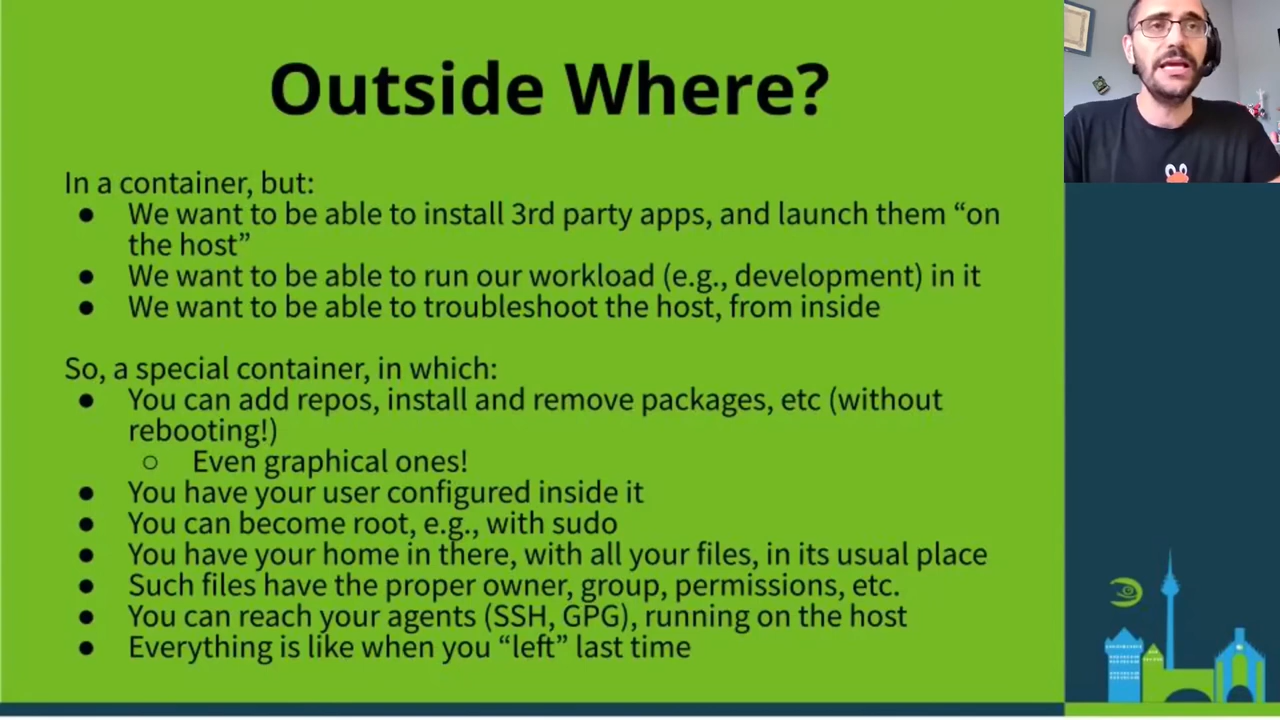 Outside Where?
In a container, but:
● We want to be able to install 3rd party apps, and launch them “on
the host”
● We want to be able to run our workload (e.g., development) in it
● We want to be able to troubleshoot the host, from inside
So, a special container, in which:
● You can add repos, install and remove packages, etc (without
rebooting!)
○ Even graphical ones!
● You have your user configured inside it
● You can become root, e.g., with sudo
● You have your home in there, with all your files, in its usual place
● Such files have the proper owner, group, permissions, etc.
● You can reach your agents (SSH, GPG), running on the host
● Everything is like when you “left” last time